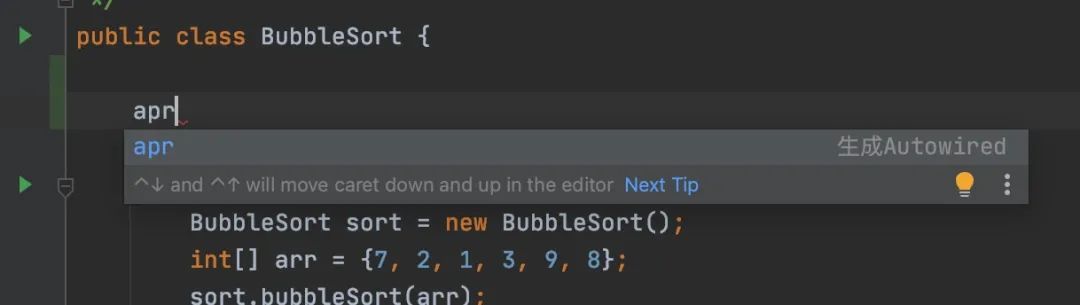 */
public class BubbleSort {
apr
apr 生成Autowired
^↓ and ^↑ will move caret down and up in the editor Next Tip
BubbleSort sort = new BubbleSort();
int[] arr = {7, 2, 1, 3, 9, 8};
sort.bubbleSort(arr);